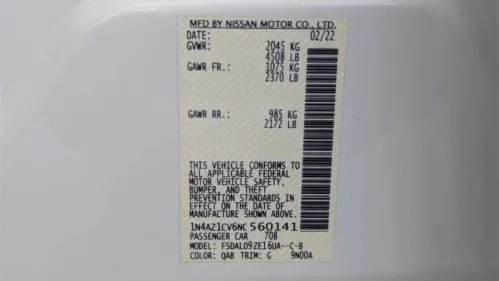 MFD BY NISSAN MOTOR CO., LTD.
DATE: 02/22
GVWR: 2045 KG
4508 LB
GAWR FR.: 1075 KG
2370 LB
GAWR RR.: 985 KG
2172 LB
THIS VEHICLE CONFORMS TO
ALL APPLICABLE FEDERAL
MOTOR VEHICLE SAFETY,
BUMPER, AND THEFT
PREVENTION STANDARDS IN
EFFECT ON THE DATE OF
MANUFACTURE SHOWN ABOVE.
1N4AZ1CV6NC 560141
PASSENGER CAR 708
MODEL: FSDALD9ZE16UA--C-B
COLOR: QAB TRIM: G 9N00A